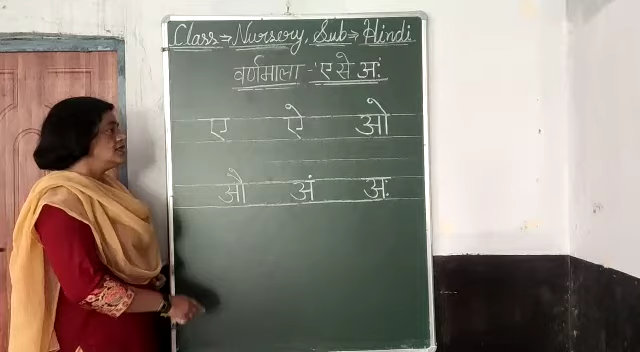 Class → Nursery, Sub → Hindi
वर्णमाला - 'ए से अः'
ए ऐ ओ
औ अं अः